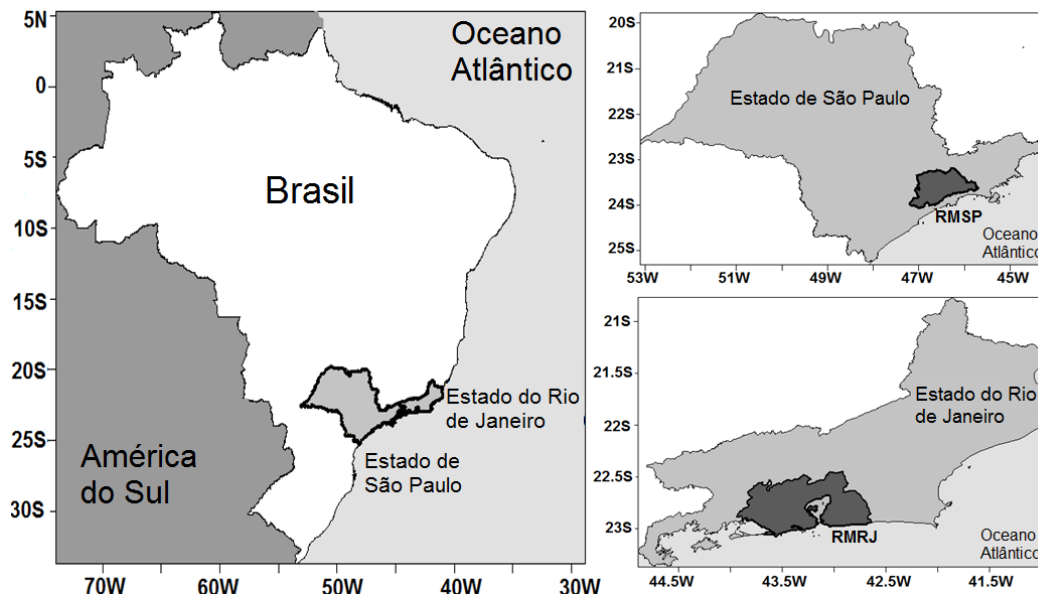 5N
0
5S
10S
15S
20S
25S
30S
70W
60W
50W
40W
30W
Oceano
Atlântico
Brasil
Estado do Rio
de Janeiro
Estado de
São Paulo
América
do Sul
20S
21S
22S
23S
24S
25S
53W
51W
49W
47W
45W
Estado de São Paulo
RMSP
Oceano
Atlântico
21S
21.5S
22S
22.5S
23S
44.5W
43.5W
42.5W
41.5W
Estado do Rio
de Janeiro
RMRJ
Oceano
Atlântico